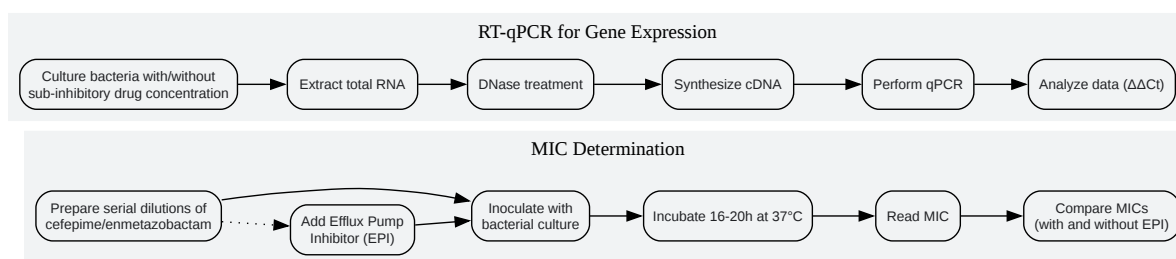 RT-qPCR for Gene Expression
Culture bacteria with/without
sub-inhibitory drug concentration
Extract total RNA
DNase treatment
Synthesize cDNA
Perform qPCR
Analyze data (ΔΔCt)
MIC Determination
Prepare serial dilutions of
cefepime/enmetazobactam
Add Efflux Pump
Inhibitor (EPI)
Inoculate with
bacterial culture
Incubate 16-20h at 37°C
Read MIC
Compare MICs
(with and without EPI)